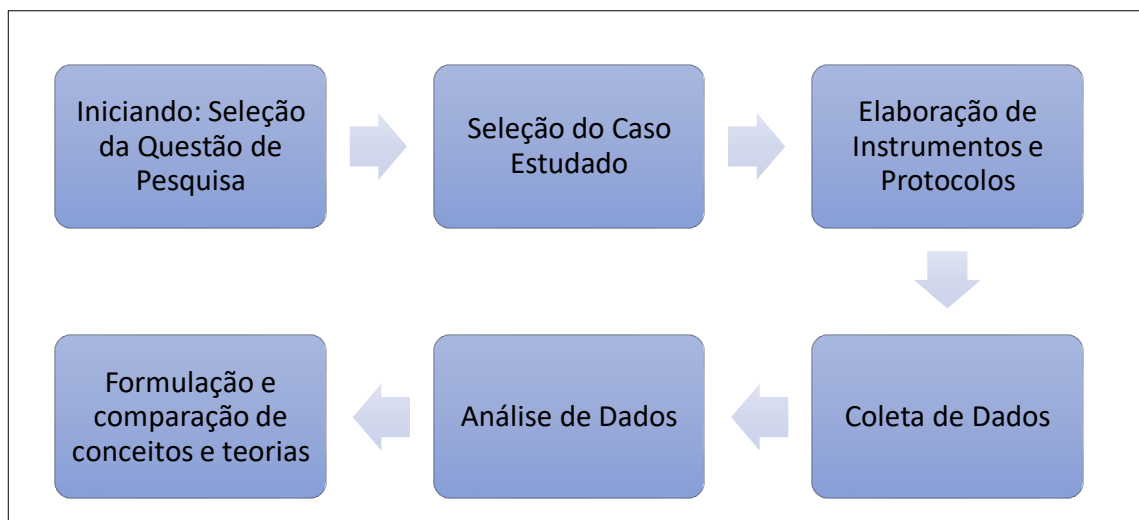 Iniciando: Seleção
da Questão de
Pesquisa
Seleção do Caso
Estudado
Elaboração de
Instrumentos e
Protocolos
Coleta de Dados
Análise de Dados
Formulação e
comparação de
conceitos e teorias